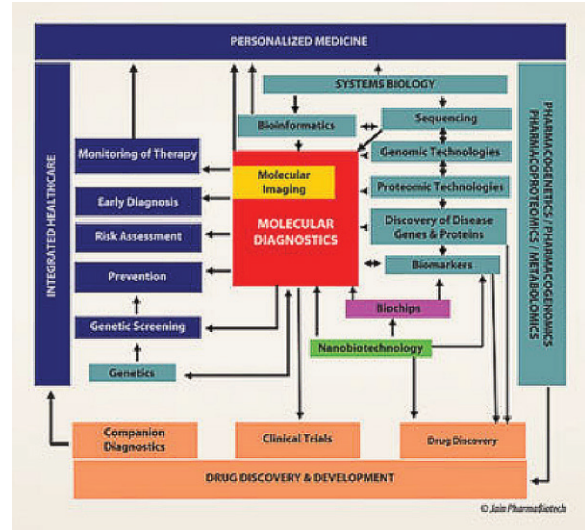 PERSONALIZED MEDICINE
SYSTEMS BIOLOGY
Bioinformatics
Sequencing
Monitoring of Therapy
Genomic Technologies
Molecular
Imaging
Proteomic Technologies
Early Diagnosis
MOLECULAR
DIAGNOSTICS
Discovery of Disease
Genes & Proteins
Risk Assessment
Biomarkers
Prevention
Biochips
Genetic Screening
Nanobiotechnology
Genetics
INTEGRATED HEALTHCARE
PHARMACOGENETICS / PHARMACOGENOMICS
PHARMACOPROTEOMICS / METABOLOMICS
Companion
Diagnostics
Clinical Trials
Drug Discovery
DRUG DISCOVERY & DEVELOPMENT
© Jain PharmaBiotech